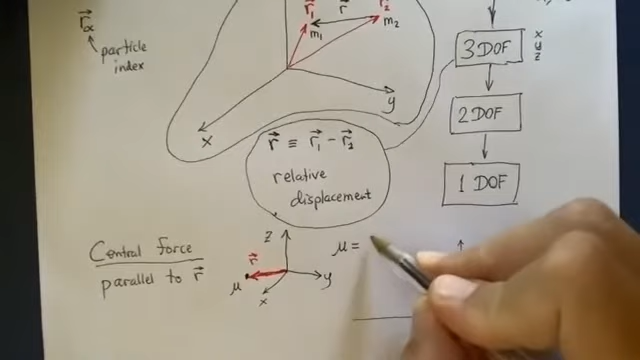 r⃗α
particle
index
r⃗1
r⃗
r⃗2
m1
m2
x
y
3 DOF
x
y
z
2 DOF
1 DOF
r⃗ ≡ r⃗1 − r⃗2
relative
displacement
Central force
parallel to r⃗
z
r⃗
y
x
μ
μ =